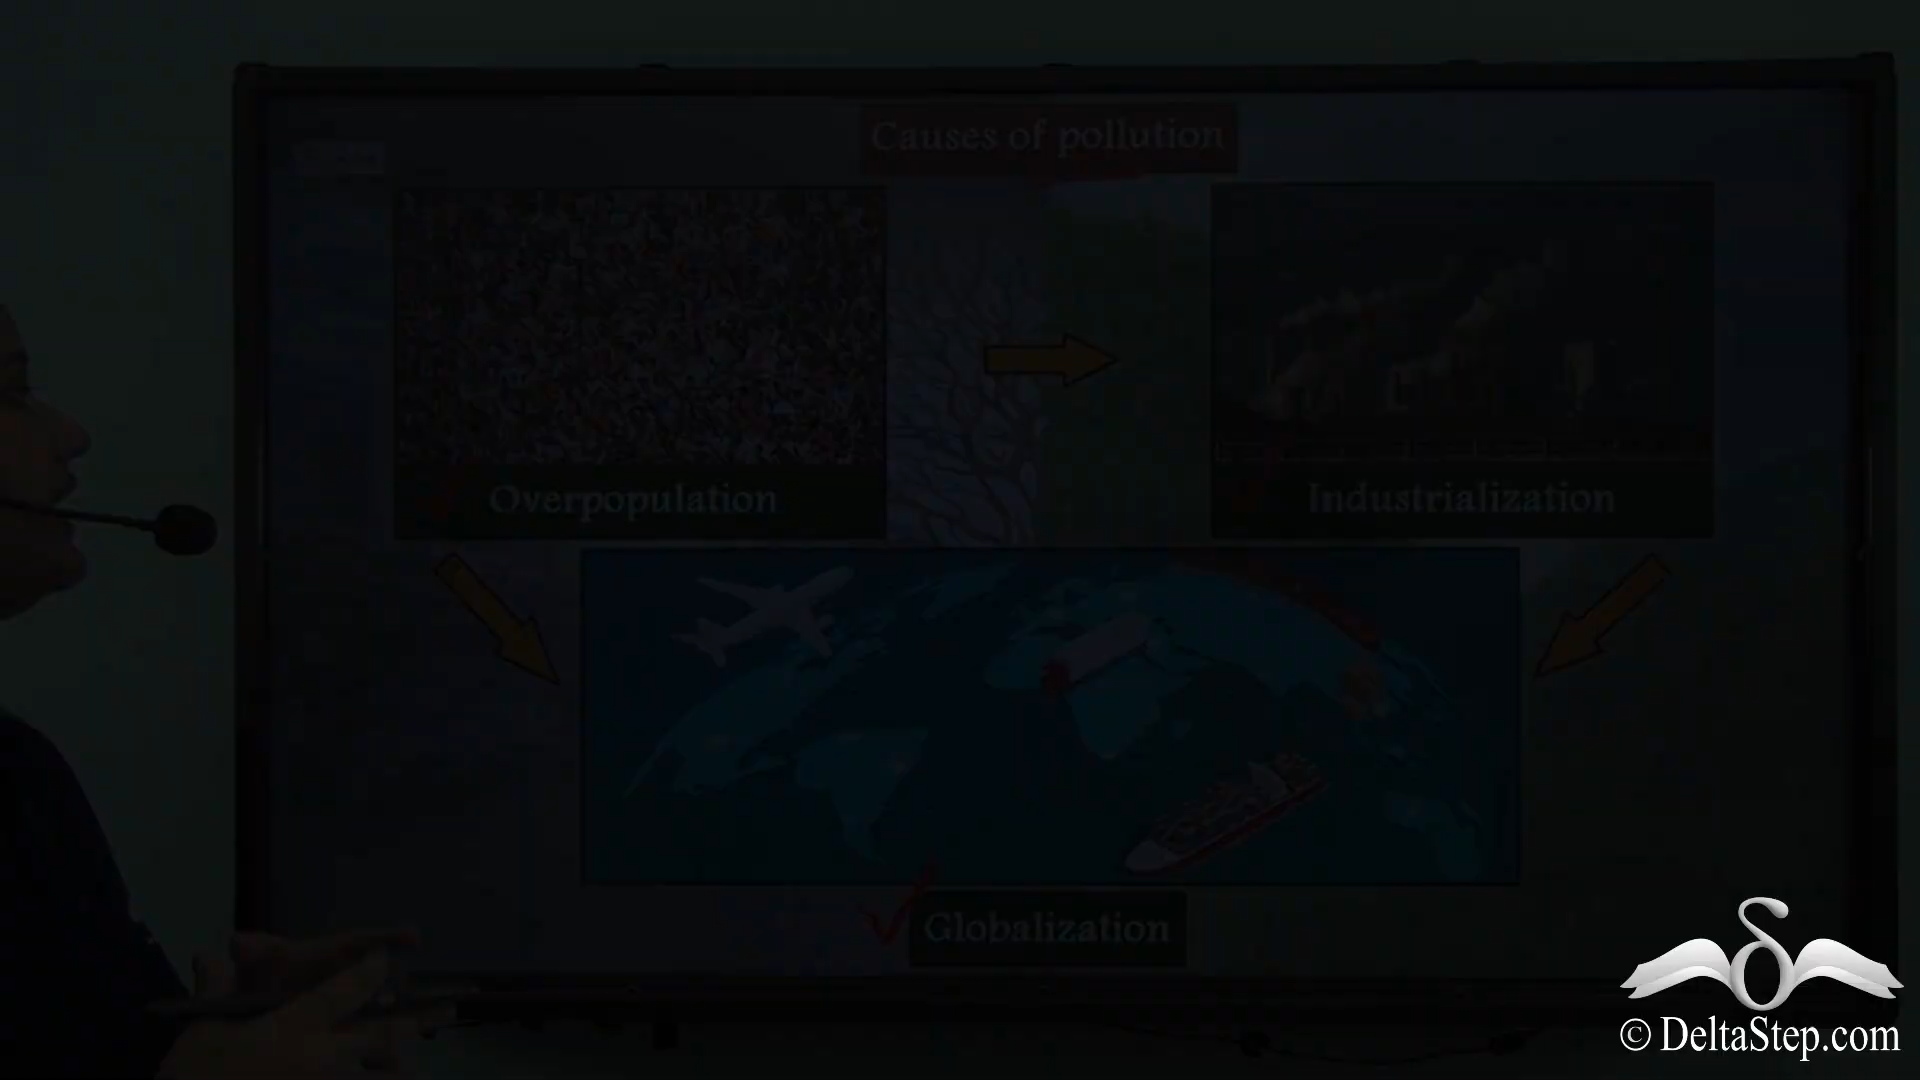 Causes of pollution
Overpopulation
Industrialization
Globalization
© DeltaStep.com